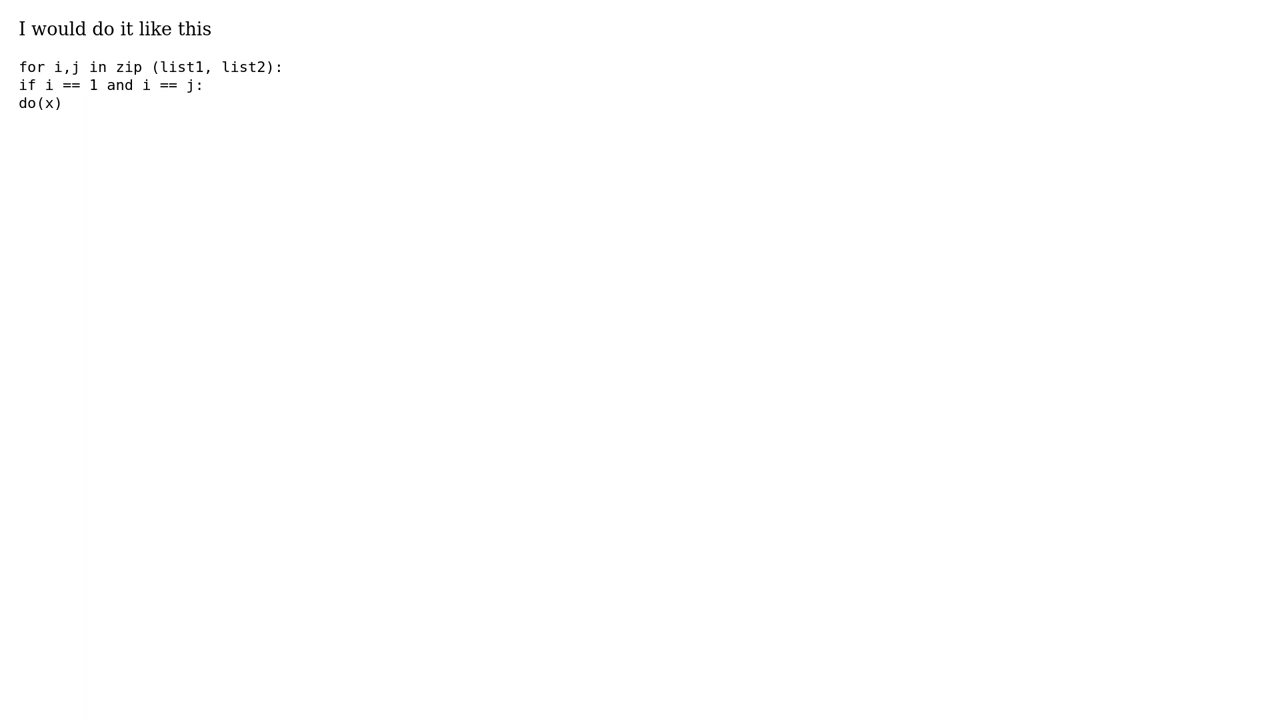 I would do it like this
for i,j in zip (list1, list2):
if i == 1 and i == j:
do(x)